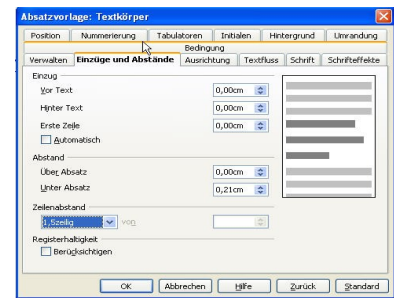 Absatzvorlage: Textkörper
Position Nummerierung Tabulatoren Initialen Hintergrund Umrandung
Bedingung
Verwalten Einzüge und Abstände Ausrichtung Textfluss Schrift Schrifteffekte
Einzug
Vor Text 0,00cm
Hinter Text 0,00cm
Erste Zeile 0,00cm
Automatisch
Abstand
Über Absatz 0,00cm
Unter Absatz 0,21cm
Zeilenabstand
1,5zeilig von
Registerhaltigkeit
Berücksichtigen
OK Abbrechen Hilfe Zurück Standard